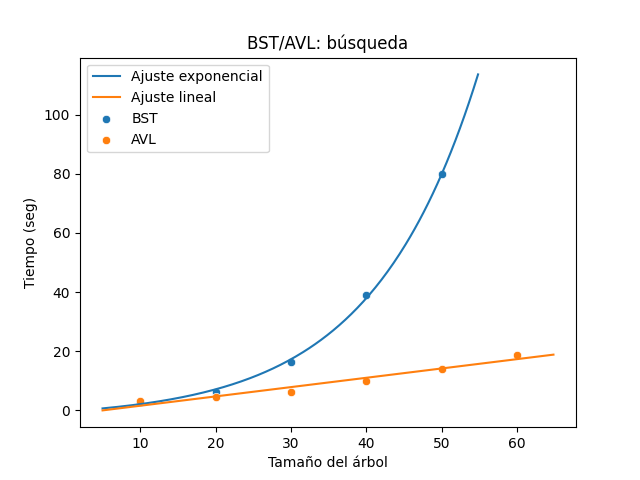 BST/AVL: búsqueda
Ajuste exponencial
Ajuste lineal
BST
AVL
Tiempo (seg)
100
80
60
40
20
0
10 20 30 40 50 60
Tamaño del árbol